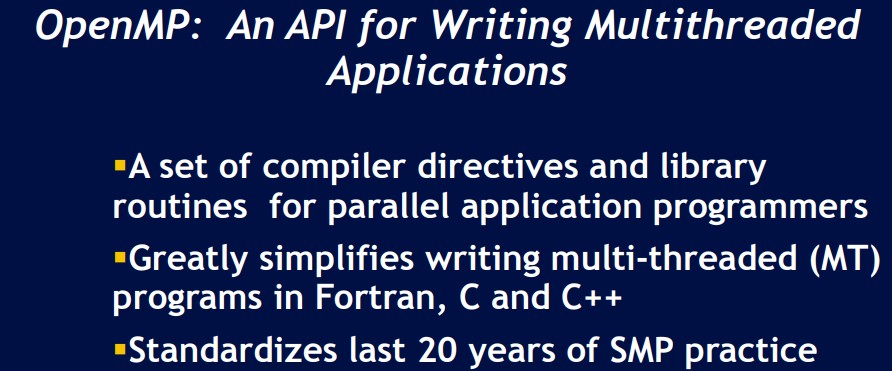 OpenMP: An API for Writing Multithreaded
Applications
▪A set of compiler directives and library
routines for parallel application programmers
▪Greatly simplifies writing multi-threaded (MT)
programs in Fortran, C and C++
▪Standardizes last 20 years of SMP practice